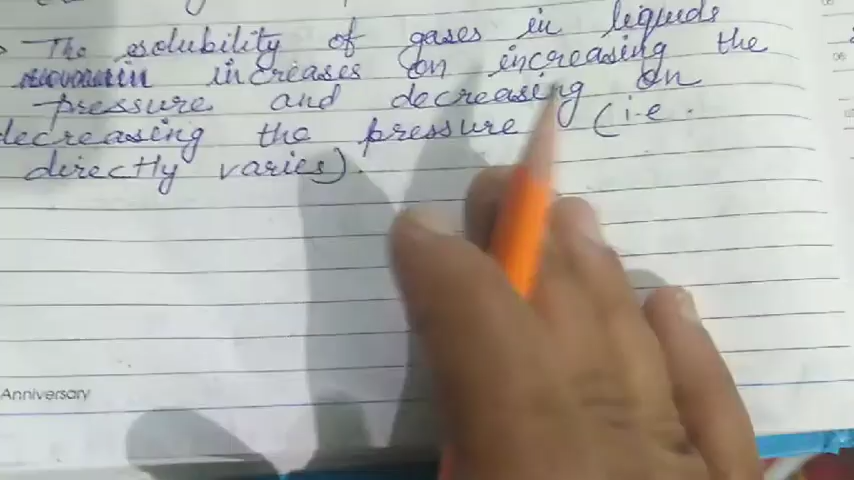 The solubility of gases in liquids
increases on increasing the
pressure and decreasing on
decreasing the pressure (i.e.
directly varies).
Anniversary